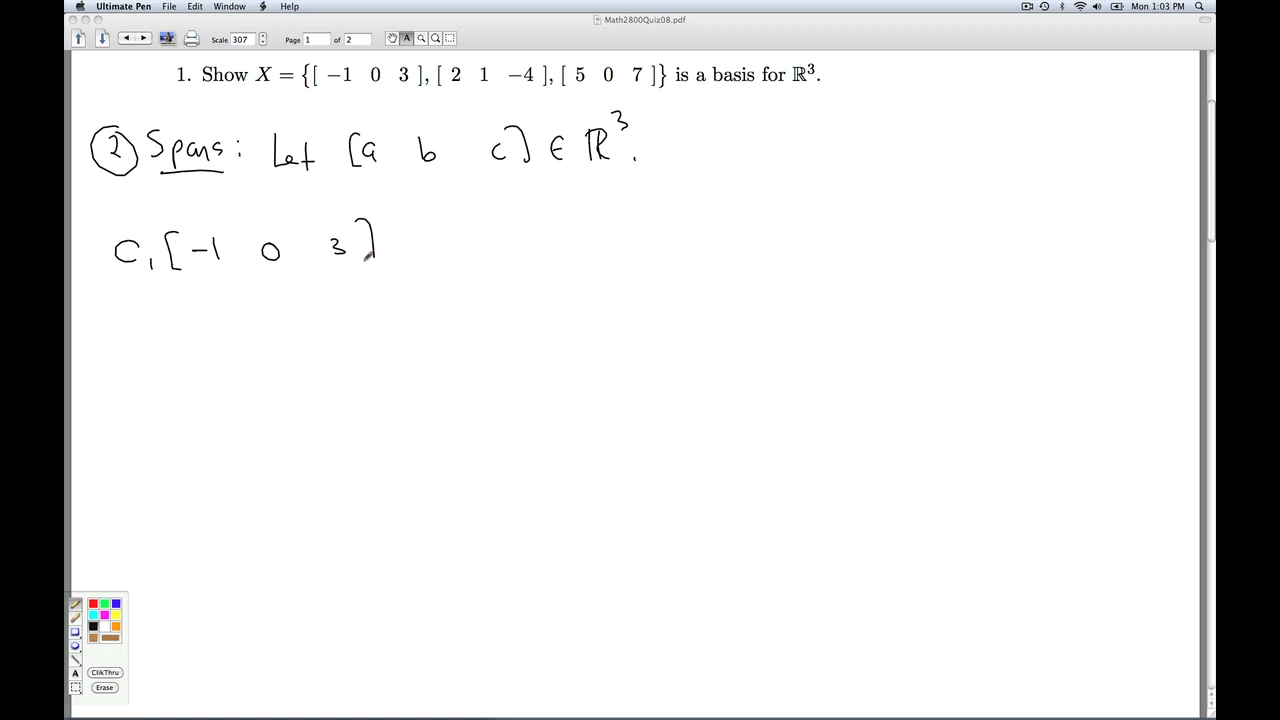 Ultimate Pen File Edit Window Help Mon 1:03 PM
Math2800Quiz08.pdf
Scale 307 Page 1 of 2 A
1. Show X = {[ −1 0 3 ], [ 2 1 −4 ], [ 5 0 7 ]} is a basis for ℝ³.
② Spans: Let [a b c] ∈ ℝ³.
C₁[-1 0 3]
A
ClikThru
Erase